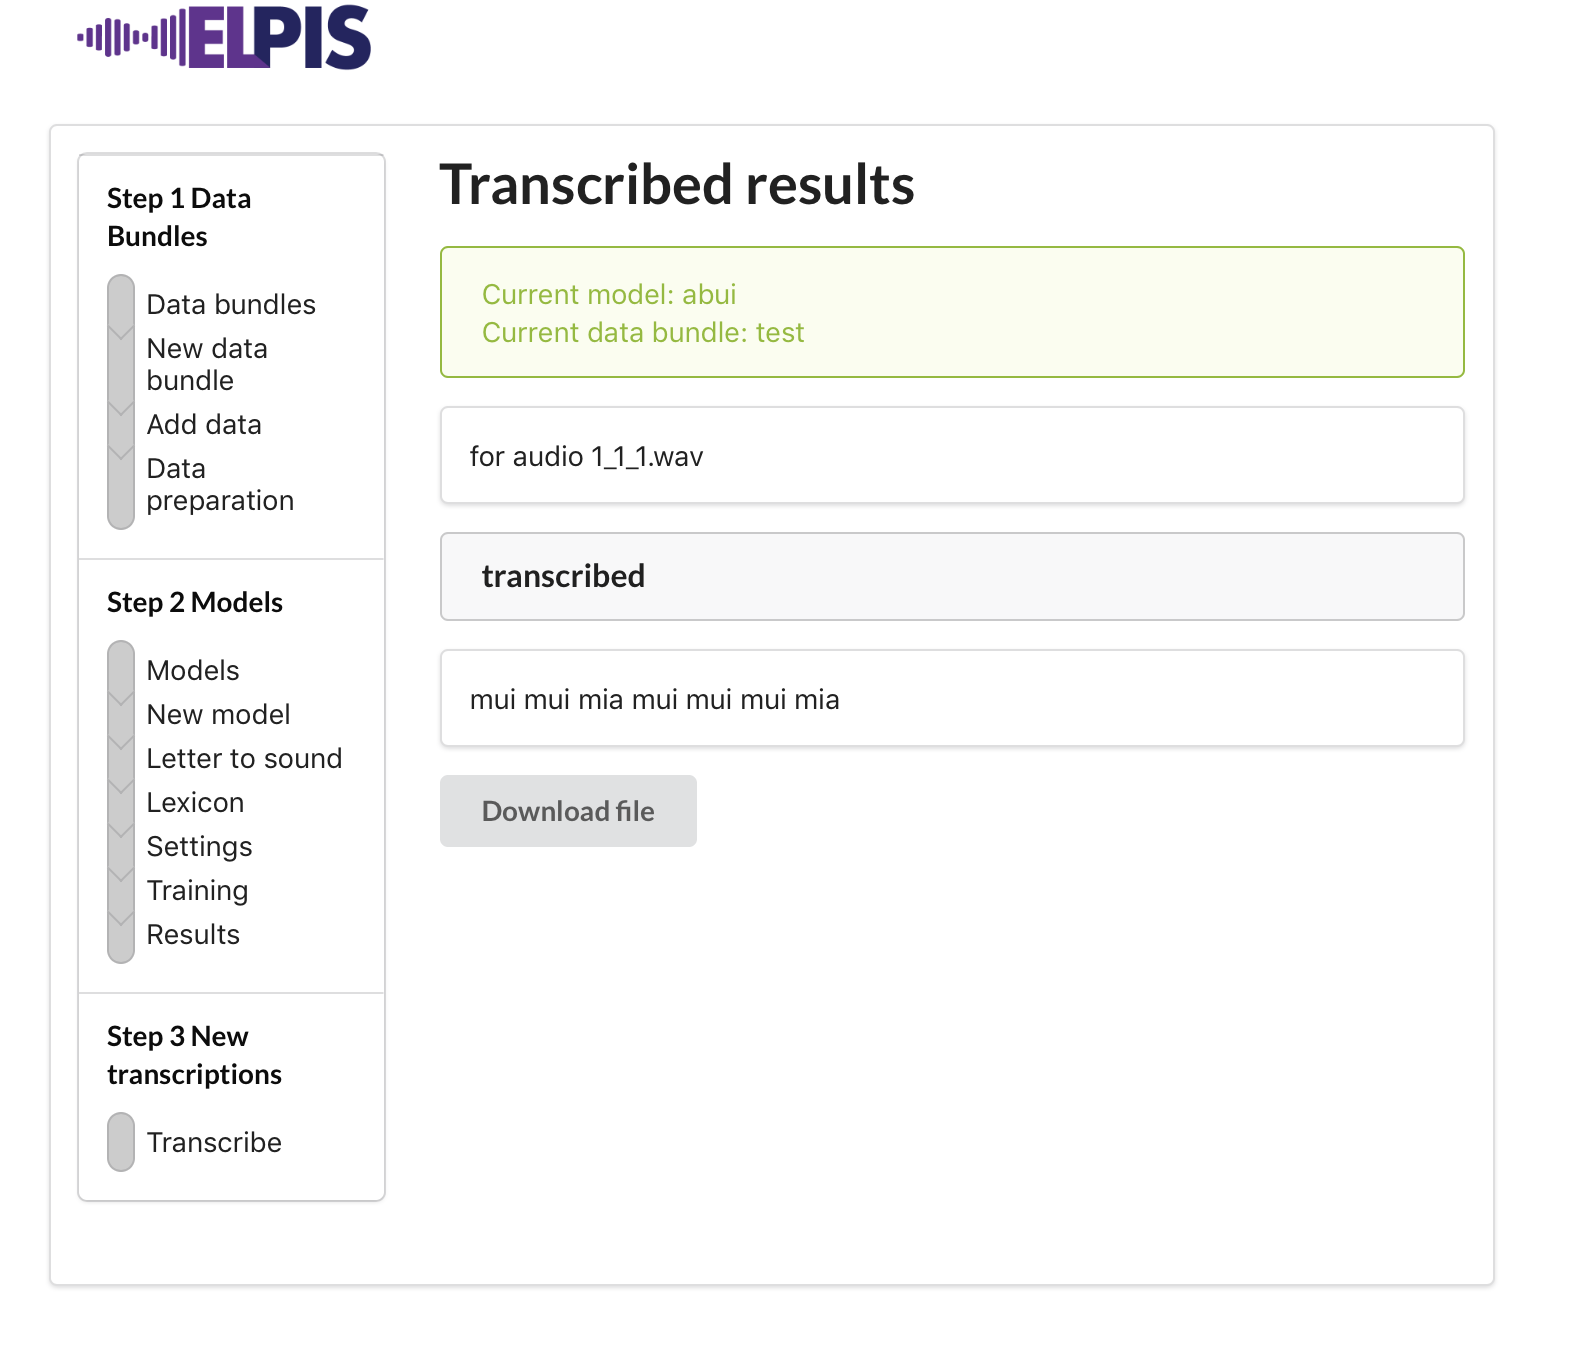 ELPIS
Step 1 Data
Bundles
Data bundles
New data
bundle
Add data
Data
preparation
Step 2 Models
Models
New model
Letter to sound
Lexicon
Settings
Training
Results
Step 3 New
transcriptions
Transcribe
Transcribed results
Current model: abui
Current data bundle: test
for audio 1_1_1.wav
transcribed
mui mui mia mui mui mui mia
Download file